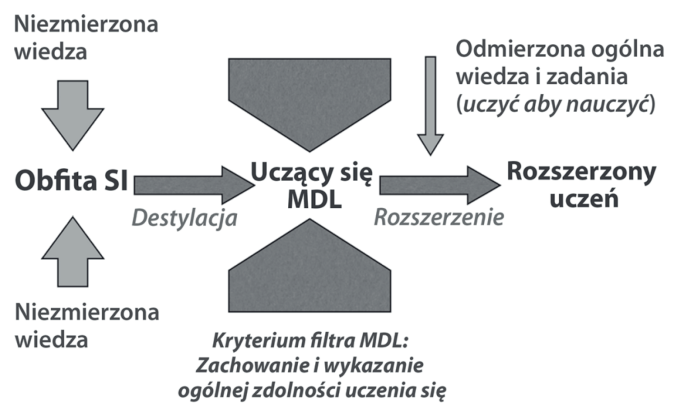 Niezmierzona
wiedza
Odmierzona ogólna
wiedza i zadania
(uczyć aby nauczyć)
Obfita SI
Destylacja
Uczący się
MDL
Rozszerzenie
Rozszerzony
uczeń
Niezmierzona
wiedza
Kryterium filtra MDL:
Zachowanie i wykazanie
ogólnej zdolności uczenia się